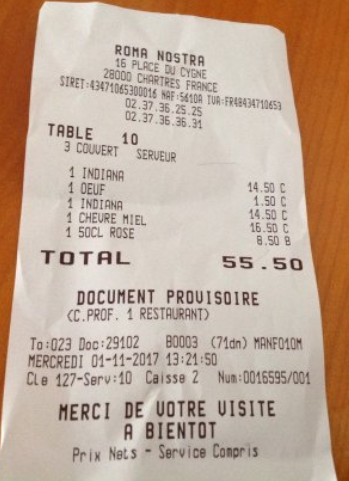 ROMA NOSTRA
16 PLACE DU CYGNE
28000 CHARTRES FRANCE
SIRET:43471065300016 NAF:5610A TVA:FR48434710653
02.37.36.25.25
02.37.36.36.31
TABLE 10
3 COUVERT SERVEUR
1 INDIANA 14.50 C
1 OEUF 1.50 C
1 INDIANA 14.50 C
1 CHEVRE MIEL 16.50 C
1 50CL ROSE 8.50 B
TOTAL 55.50
DOCUMENT PROVISOIRE
(C.PROF. 1 RESTAURANT)
To:023 Doc:29102 B0003 (71dn) MANF010M
MERCREDI 01-11-2017 13:21:50
Cle 127-Serv:10 Caisse 2 Num:0016595/001
MERCI DE VOTRE VISITE
A BIENTOT
Prix Nets - Service Compris